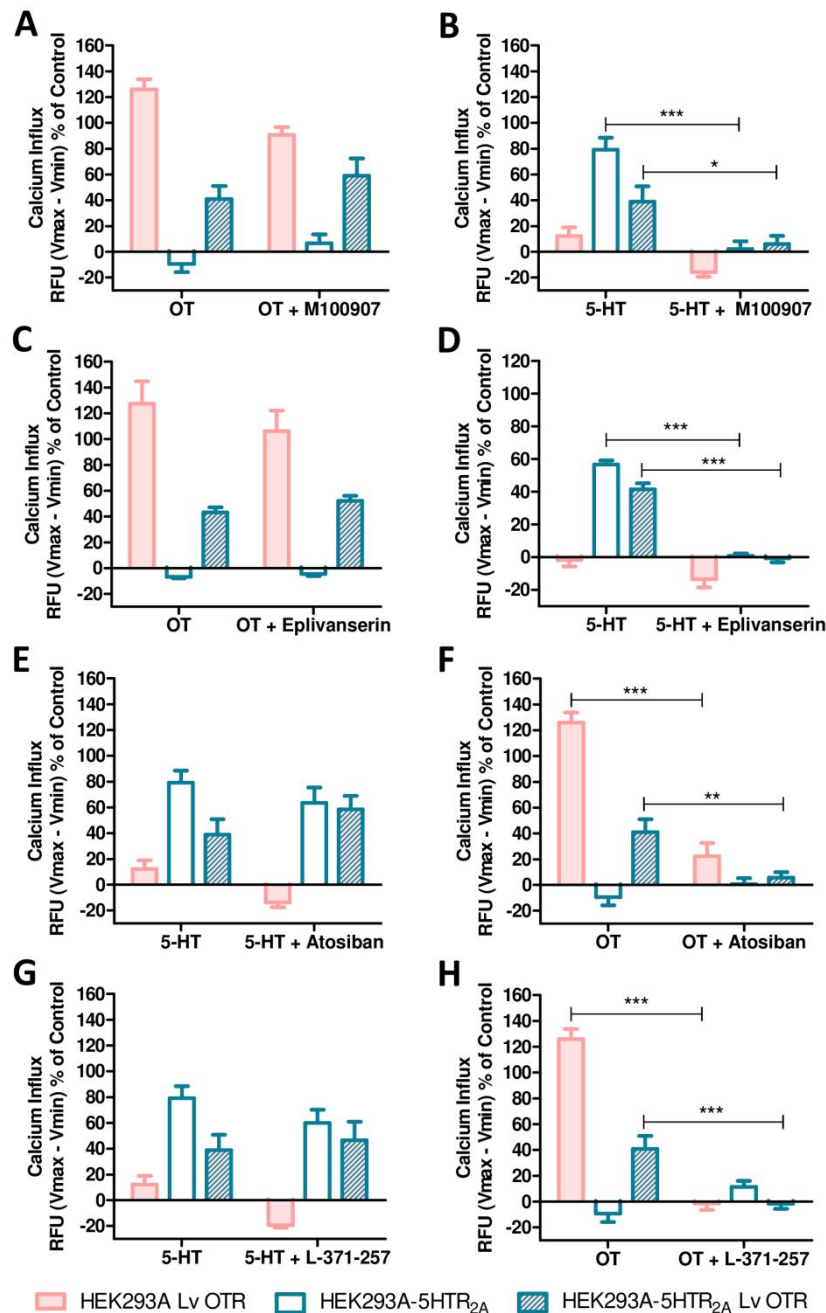 A
Calcium Influx
RFU (Vmax - Vmin) % of Control
160
140
120
100
80
60
40
20
0
-20
OT
OT + M100907
B
Calcium Influx
RFU (Vmax - Vmin) % of Control
160
140
120
100
80
60
40
20
0
-20
***
*
5-HT
5-HT + M100907
C
Calcium Influx
RFU (Vmax - Vmin) % of Control
160
140
120
100
80
60
40
20
0
-20
OT
OT + Eplivanserin
D
Calcium Influx
RFU (Vmax - Vmin) % of Control
120
100
80
60
40
20
0
-20
***
***
5-HT
5-HT + Eplivanserin
E
Calcium Influx
RFU (Vmax - Vmin) % of Control
160
140
120
100
80
60
40
20
0
-20
5-HT
5-HT + Atosiban
F
Calcium Influx
RFU (Vmax - Vmin) % of Control
160
140
120
100
80
60
40
20
0
-20
***
**
OT
OT + Atosiban
G
Calcium Influx
RFU (Vmax - Vmin) % of Control
160
140
120
100
80
60
40
20
0
-20
5-HT
5-HT + L-371-257
H
Calcium Influx
RFU (Vmax - Vmin) % of Control
160
140
120
100
80
60
40
20
0
-20
***
***
OT
OT + L-371-257
HEK293A Lv OTR
HEK293A-5HTR2A
HEK293A-5HTR2A Lv OTR